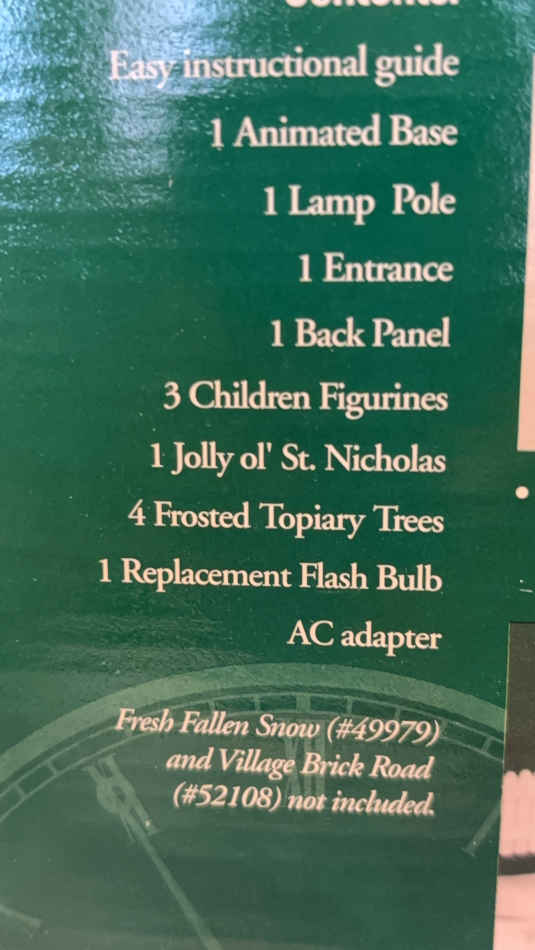 Easy instructional guide
1 Animated Base
1 Lamp Pole
1 Entrance
1 Back Panel
3 Children Figurines
1 Jolly ol' St. Nicholas
4 Frosted Topiary Trees
1 Replacement Flash Bulb
AC adapter
Fresh Fallen Snow (#49979)
and Village Brick Road
(#52108) not included.